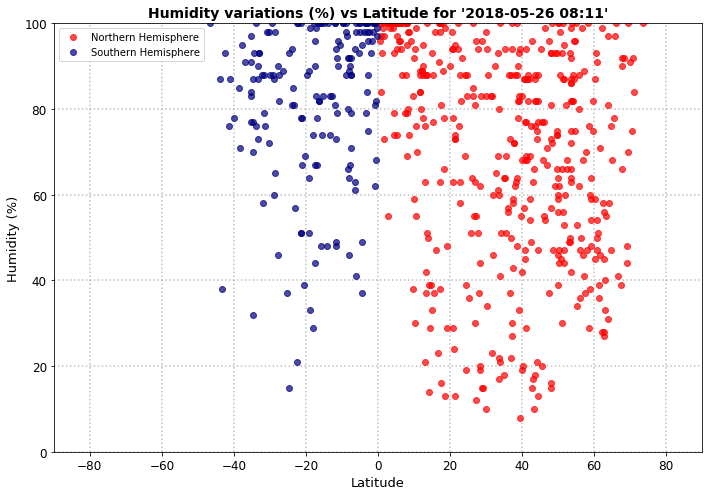 Humidity variations (%) vs Latitude for '2018-05-26 08:11'
Northern Hemisphere
Southern Hemisphere
Humidity (%)
100
80
60
40
20
0
−80 −60 −40 −20 0 20 40 60 80
Latitude